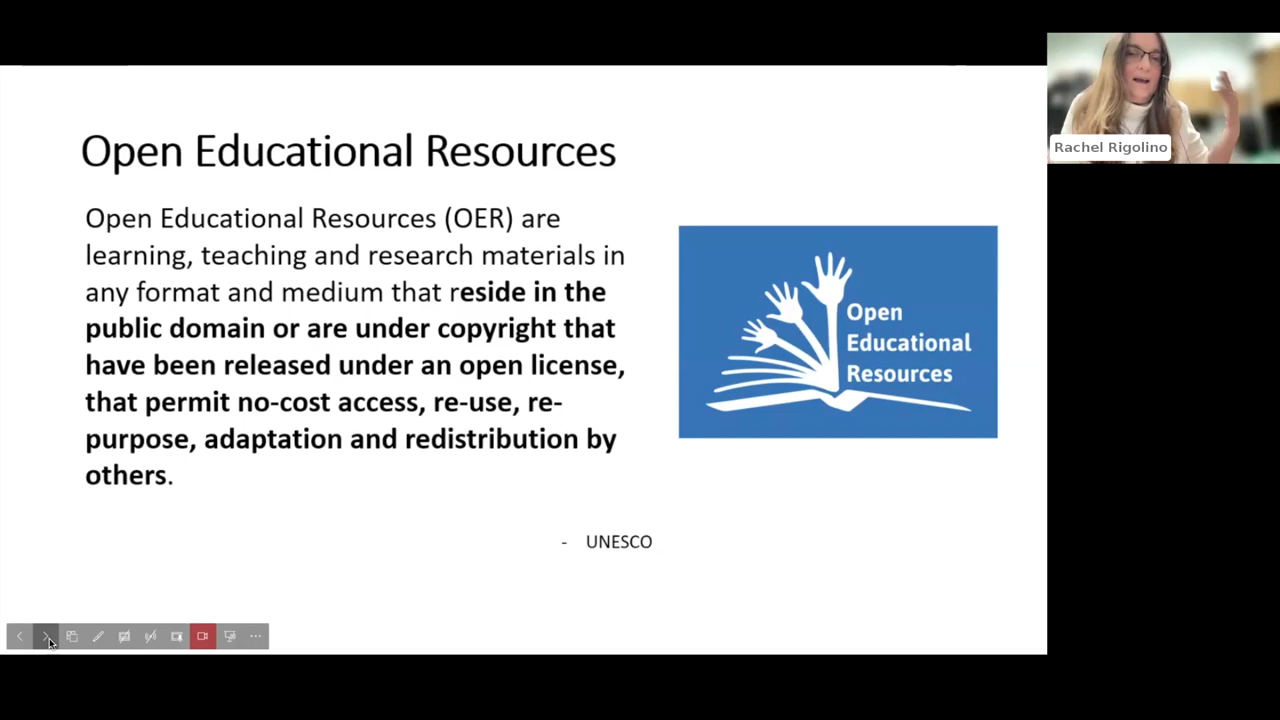 Open Educational Resources
Open Educational Resources (OER) are
learning, teaching and research materials in
any format and medium that reside in the
public domain or are under copyright that
have been released under an open license,
that permit no-cost access, re-use, re-
purpose, adaptation and redistribution by
others.
- UNESCO
Open
Educational
Resources
Rachel Rigolino